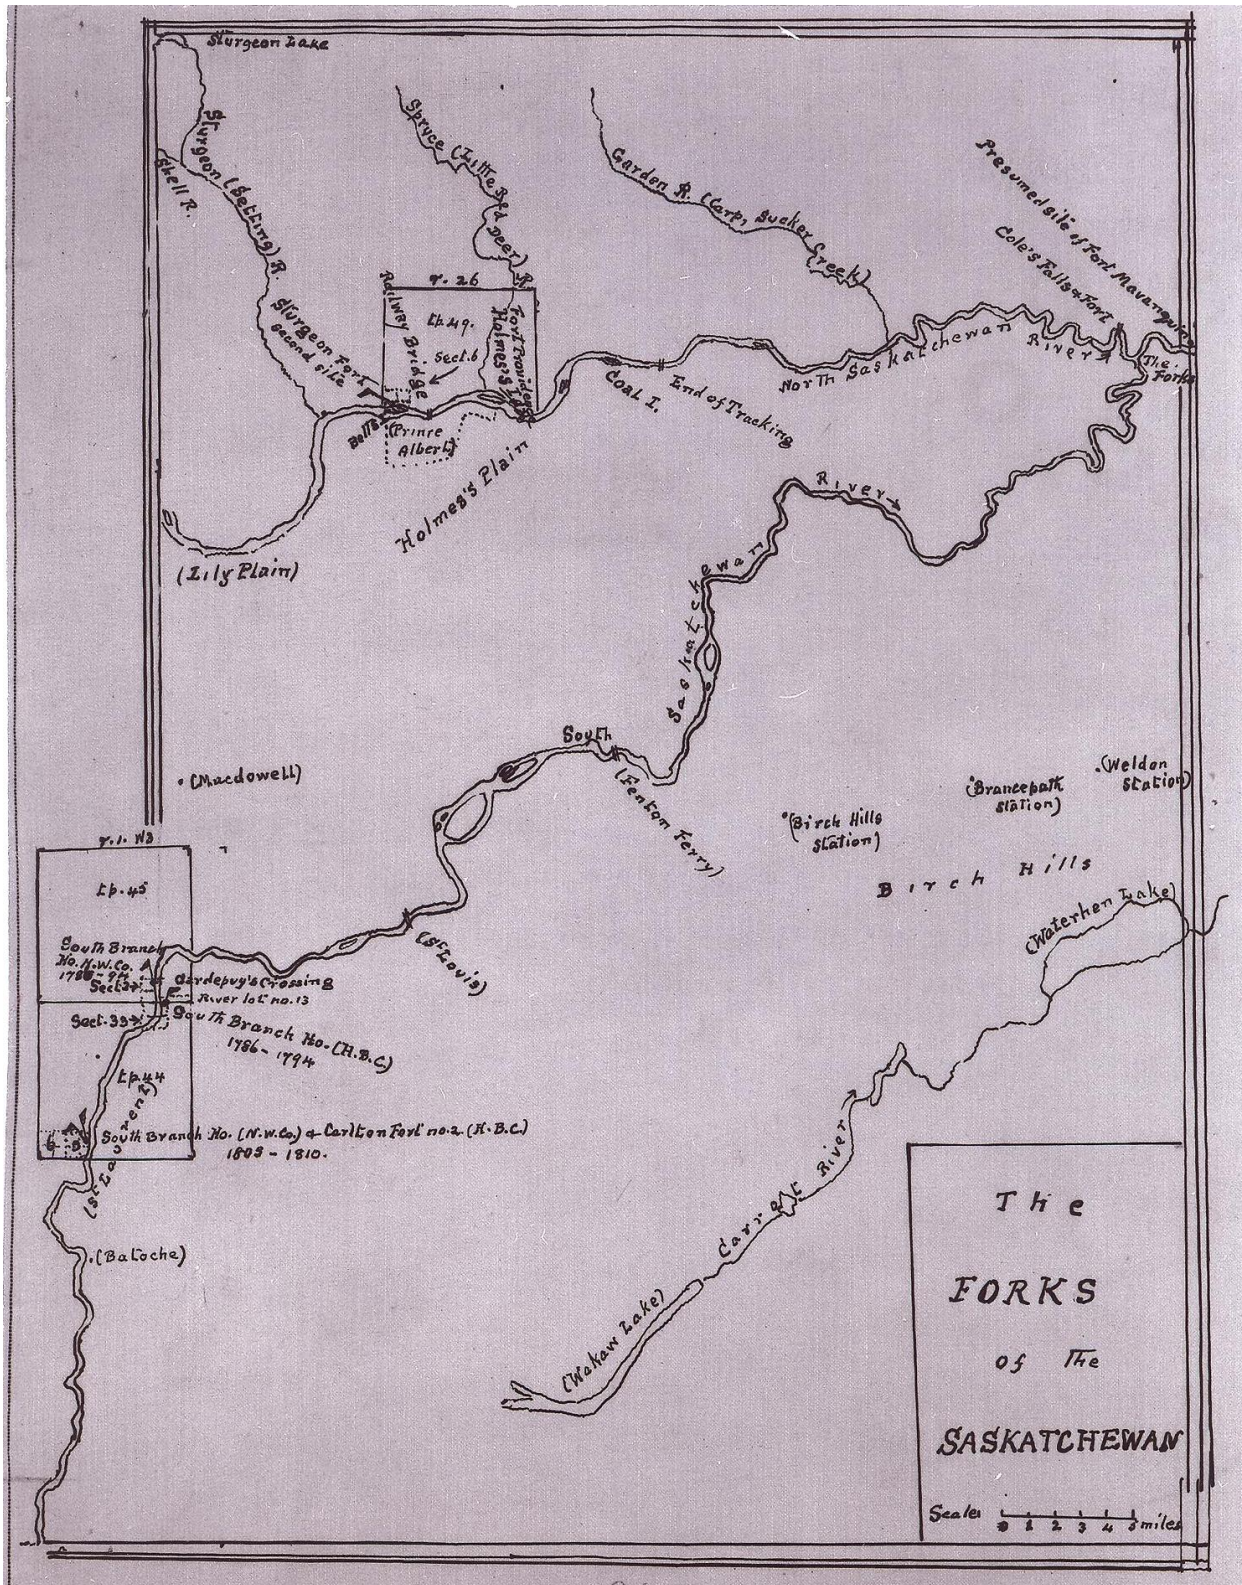 Sturgeon Lake
Sturgeon (Setting) R.
Shell R.
Spruce (Little Red Deer) R.
Garden R. (Carp, Sucker Creek)
Presumed site of Fort Mavanguine
Cole's Falls & Fort
r. 26
tp. 49.
Sect. 6
Railway Bridge
Fort Providence
Holmes's
Sturgeon Fort
second site
Betts
(Prince
Albert)
Holmes's Plain
Coal I.
End of Tracking
North Saskatchewan River
The
Forks
(Lily Plain)
South Saskatchewan River
(Fenton Ferry)
(Macdowell)
(Weldon
Station)
(Brancepath
Station)
(Birch Hills
Station)
Birch Hills
(Waterhen Lake)
r. 1. W3
tp. 45
South Branch
Ho. N.W. Co.
Gardepuy's Crossing
River lot no. 13
Sect. 33
South Branch Ho. (H.B.C.)
1786 - 1794
(St Louis)
tp. 44
(St Laurent)
6
South Branch Ho. (N.W.Co.) & Carlton Fort no. 2 (H.B.C.)
1805 - 1810.
(Batoche)
Carrot River
(Wakaw Lake)
The
FORKS
of The
SASKATCHEWAN
Scale
0 1 2 3 4 5 miles